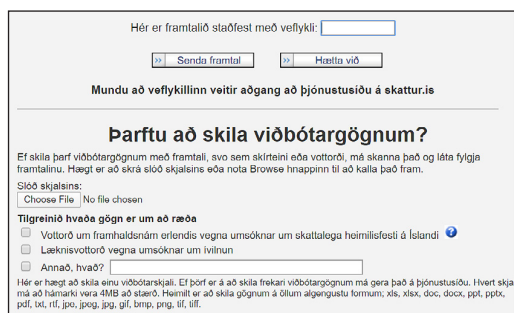 Hér er framtalið staðfest með veflykli:
Senda framtal Hætta við
Mundu að veflykillinn veitir aðgang að þjónustusíðu á skattur.is
Þarftu að skila viðbótargögnum?
Ef skila þarf viðbótargögnum með framtali, svo sem skírteini eða vottorði, má skanna það og láta fylgja
framtalinu. Hægt er að skrá slóð skjalsins eða nota Browse hnappinn til að kalla það fram.
Slóð skjalsins:
Choose File No file chosen
Tilgreinið hvaða gögn er um að ræða
Vottorð um framhaldsnám erlendis vegna umsóknar um skattalega heimilisfesti á Íslandi ?
Læknisvottorð vegna umsóknar um ívilnun
Annað, hvað?
Hér er hægt að skila einu viðbótarskjali. Ef þörf er á að skila frekari viðbótargögnum má gera það á þjónustusíðu. Hvert skja
má að hámarki vera 4MB að stærð. Heimilt er að skila gögnum á öllum algengustu formum; xls, xlsx, doc, docx, ppt, pptx,
pdf, txt, rtf, jpe, jpeg, jpg, gif, bmp, png, tif, tiff.